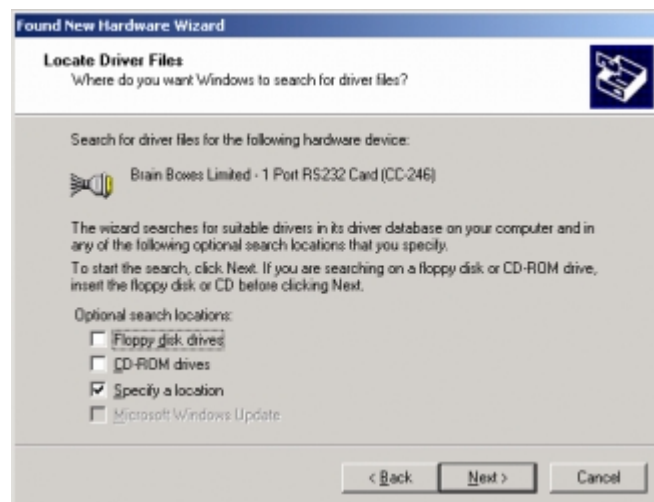 Found New Hardware Wizard
Locate Driver Files
Where do you want Windows to search for driver files?
Search for driver files for the following hardware device:
Brain Boxes Limited - 1 Port RS232 Card (CC-246)
The wizard searches for suitable drivers in its driver database on your computer and in
any of the following optional search locations that you specify.
To start the search, click Next. If you are searching on a floppy disk or CD-ROM drive,
insert the floppy disk or CD before clicking Next.
Optional search locations:
Floppy disk drives
CD-ROM drives
Specify a location
Microsoft Windows Update
< Back Next > Cancel